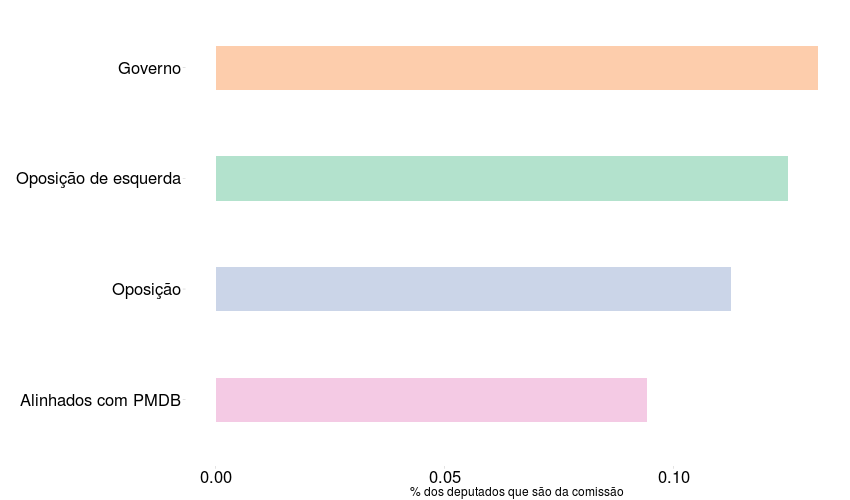 Governo
Oposição de esquerda
Oposição
Alinhados com PMDB
0.00 0.05 0.10
% dos deputados que são da comissão